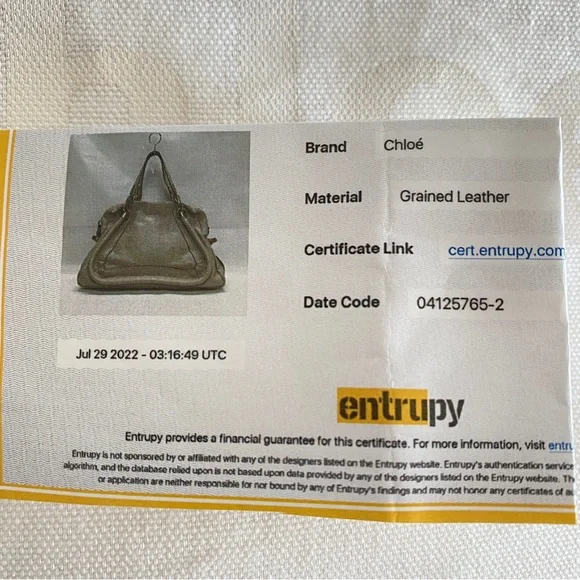 Brand Chloé
Material Grained Leather
Certificate Link cert.entrupy.com
Date Code 04125765-2
Jul 29 2022 - 03:16:49 UTC
entrupy
Entrupy provides a financial guarantee for this certificate. For more information, visit entru
Entrupy is not sponsored by or affiliated with any of the designers listed on the Entrupy website. Entrupy's authentication service
algorithm, and the database relied upon is not based upon data provided by any of the designers listed on the Entrupy website. Th
or application are neither responsible for nor bound by any of Entrupy's findings and may not honor any certificates of au